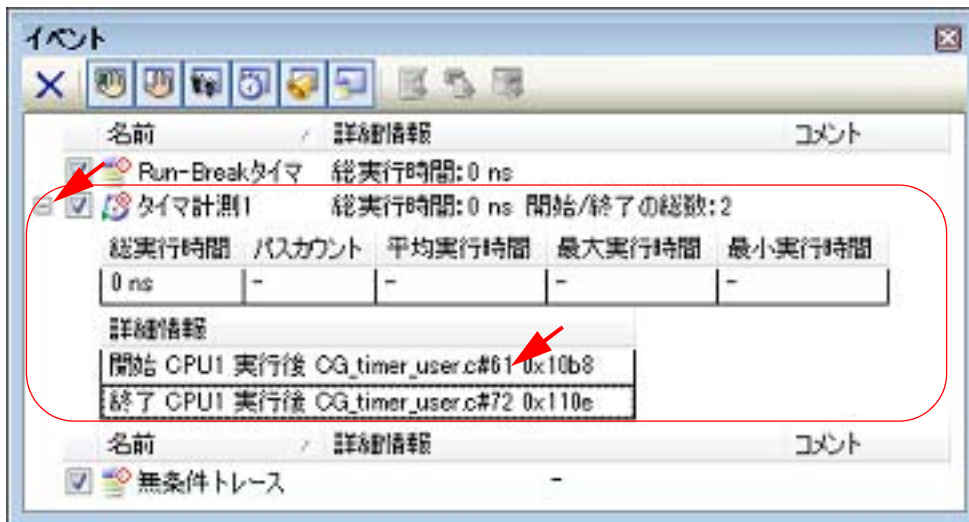 イベント
名前 詳細情報 コメント
Run-Breakタイマ 総実行時間:0 ns
タイマ計測1 総実行時間:0 ns 開始/終了の総数:2
総実行時間 パスカウント 平均実行時間 最大実行時間 最小実行時間
0 ns - - - -
詳細情報
開始 CPU1 実行後 CG_timer_user.c#61 0x10b8
終了 CPU1 実行後 CG_timer_user.c#72 0x110e
名前 詳細情報 コメント
無条件トレース -